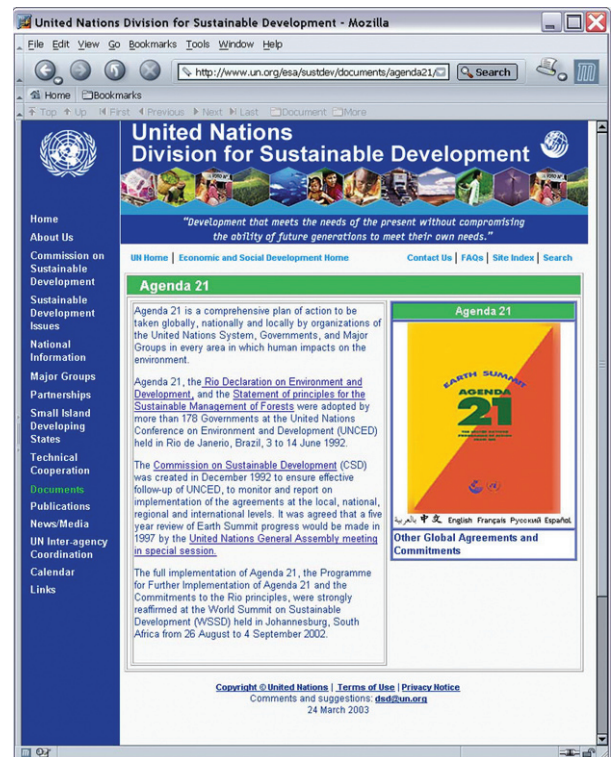 United Nations Division for Sustainable Development - Mozilla
File Edit View Go Bookmarks Tools Window Help
http://www.un.org/esa/sustdev/documents/agenda21/ Search
Home Bookmarks
Top Up First Previous Next Last Document More
United Nations
Division for Sustainable Development
"Development that meets the needs of the present without compromising
the ability of future generations to meet their own needs."
UN Home | Economic and Social Development Home Contact Us | FAQs | Site Index | Search
Home
About Us
Commission on
Sustainable
Development
Sustainable
Development
Issues
National
Information
Major Groups
Partnerships
Small Island
Developing
States
Technical
Cooperation
Documents
Publications
News/Media
UN Inter-agency
Coordination
Calendar
Links
Agenda 21
Agenda 21 is a comprehensive plan of action to be
taken globally, nationally and locally by organizations of
the United Nations System, Governments, and Major
Groups in every area in which human impacts on the
environment.
Agenda 21, the Rio Declaration on Environment and
Development, and the Statement of principles for the
Sustainable Management of Forests were adopted by
more than 178 Governments at the United Nations
Conference on Environment and Development (UNCED)
held in Rio de Janerio, Brazil, 3 to 14 June 1992.
The Commission on Sustainable Development (CSD)
was created in December 1992 to ensure effective
follow-up of UNCED, to monitor and report on
implementation of the agreements at the local, national,
regional and international levels. It was agreed that a five
year review of Earth Summit progress would be made in
1997 by the United Nations General Assembly meeting
in special session.
The full implementation of Agenda 21, the Programme
for Further Implementation of Agenda 21 and the
Commitments to the Rio principles, were strongly
reaffirmed at the World Summit on Sustainable
Development (WSSD) held in Johannesburg, South
Africa from 26 August to 4 September 2002.
Agenda 21
EARTH SUMMIT
AGENDA
21
بالعربية 中文 English Français Русский Español
Other Global Agreements and
Commitments
Copyright © United Nations | Terms of Use | Privacy Notice
Comments and suggestions: dsd@un.org
24 March 2003